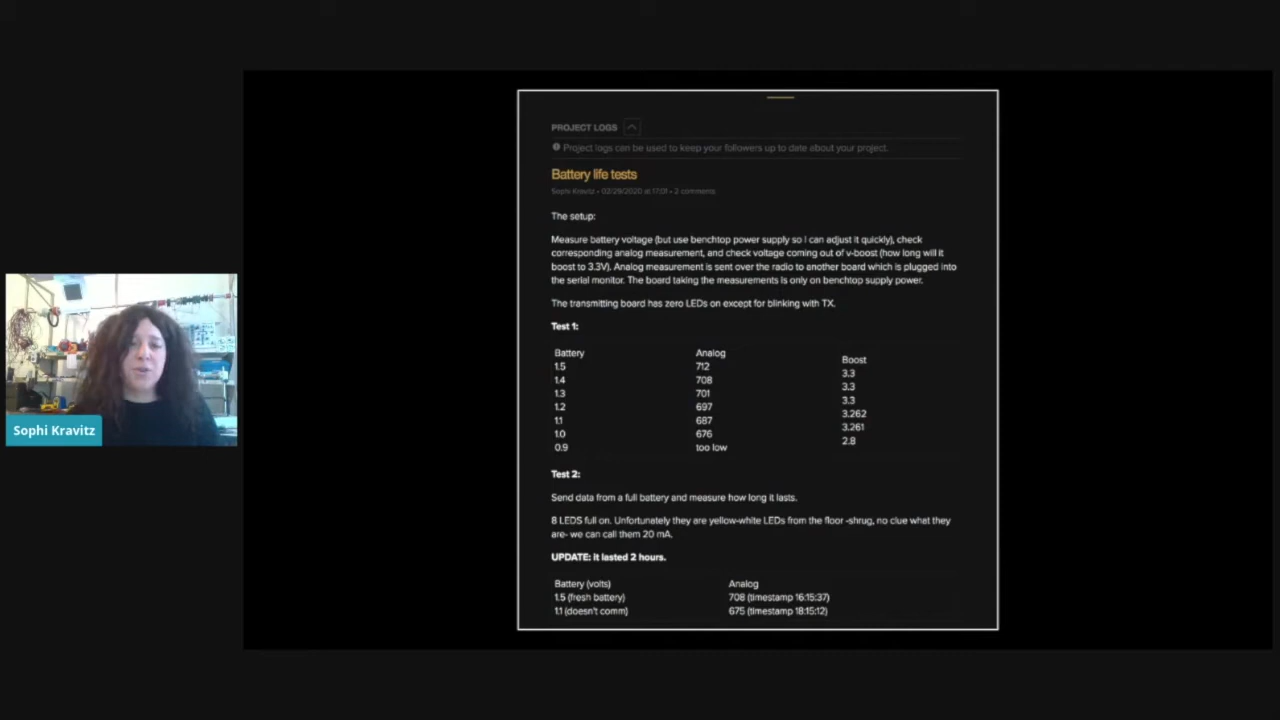 PROJECT LOGS
Project logs can be used to keep your followers up to date about your project.
Battery life tests
Sophi Kravitz • 03/29/2020 at 17:01 • 2 comments
The setup:
Measure battery voltage (but use benchtop power supply so I can adjust it quickly), check
corresponding analog measurement, and check voltage coming out of v-boost (how long will it
boost to 3.3V). Analog measurement is sent over the radio to another board which is plugged into
the serial monitor. The board taking the measurements is only on benchtop supply power.
The transmitting board has zero LEDs on except for blinking with TX.
Test 1:
Battery Analog Boost
1.5 712 3.3
1.4 708 3.3
1.3 701 3.3
1.2 697 3.262
1.1 687 3.261
1.0 676 2.8
0.9 too low
Test 2:
Send data from a full battery and measure how long it lasts.
8 LEDS full on. Unfortunately they are yellow-white LEDs from the floor -shrug, no clue what they
are- we can call them 20 mA.
UPDATE: it lasted 2 hours.
Battery (volts) Analog
1.5 (fresh battery) 708 (timestamp 16:15:37)
1.1 (doesn't comm) 675 (timestamp 18:15:12)
Sophi Kravitz